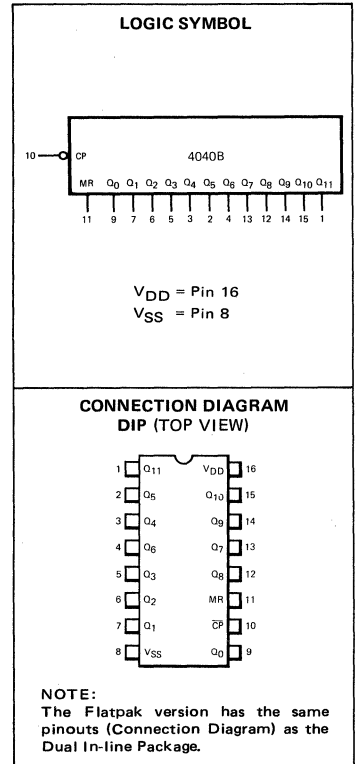 LOGIC SYMBOL
10 CP 4040B
MR Q0 Q1 Q2 Q3 Q4 Q5 Q6 Q7 Q8 Q9 Q10 Q11
11 9 7 6 5 3 2 4 13 12 14 15 1
VDD = Pin 16
VSS = Pin 8
CONNECTION DIAGRAM
DIP (TOP VIEW)
1 Q11 VDD 16
2 Q5 Q10 15
3 Q4 Q9 14
4 Q6 Q7 13
5 Q3 Q8 12
6 Q2 MR 11
7 Q1 C̅P̅ 10
8 VSS Q0 9
NOTE:
The Flatpak version has the same
pinouts (Connection Diagram) as the
Dual In-line Package.